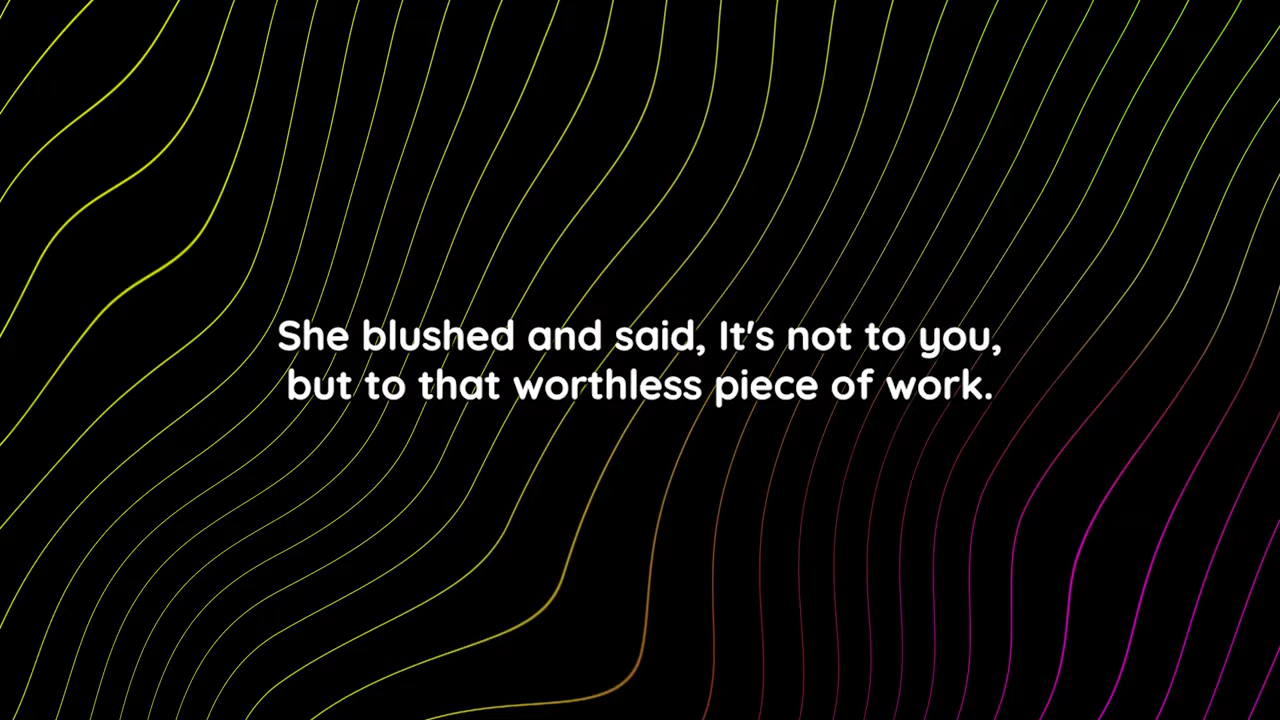 She blushed and said, It's not to you,
but to that worthless piece of work.